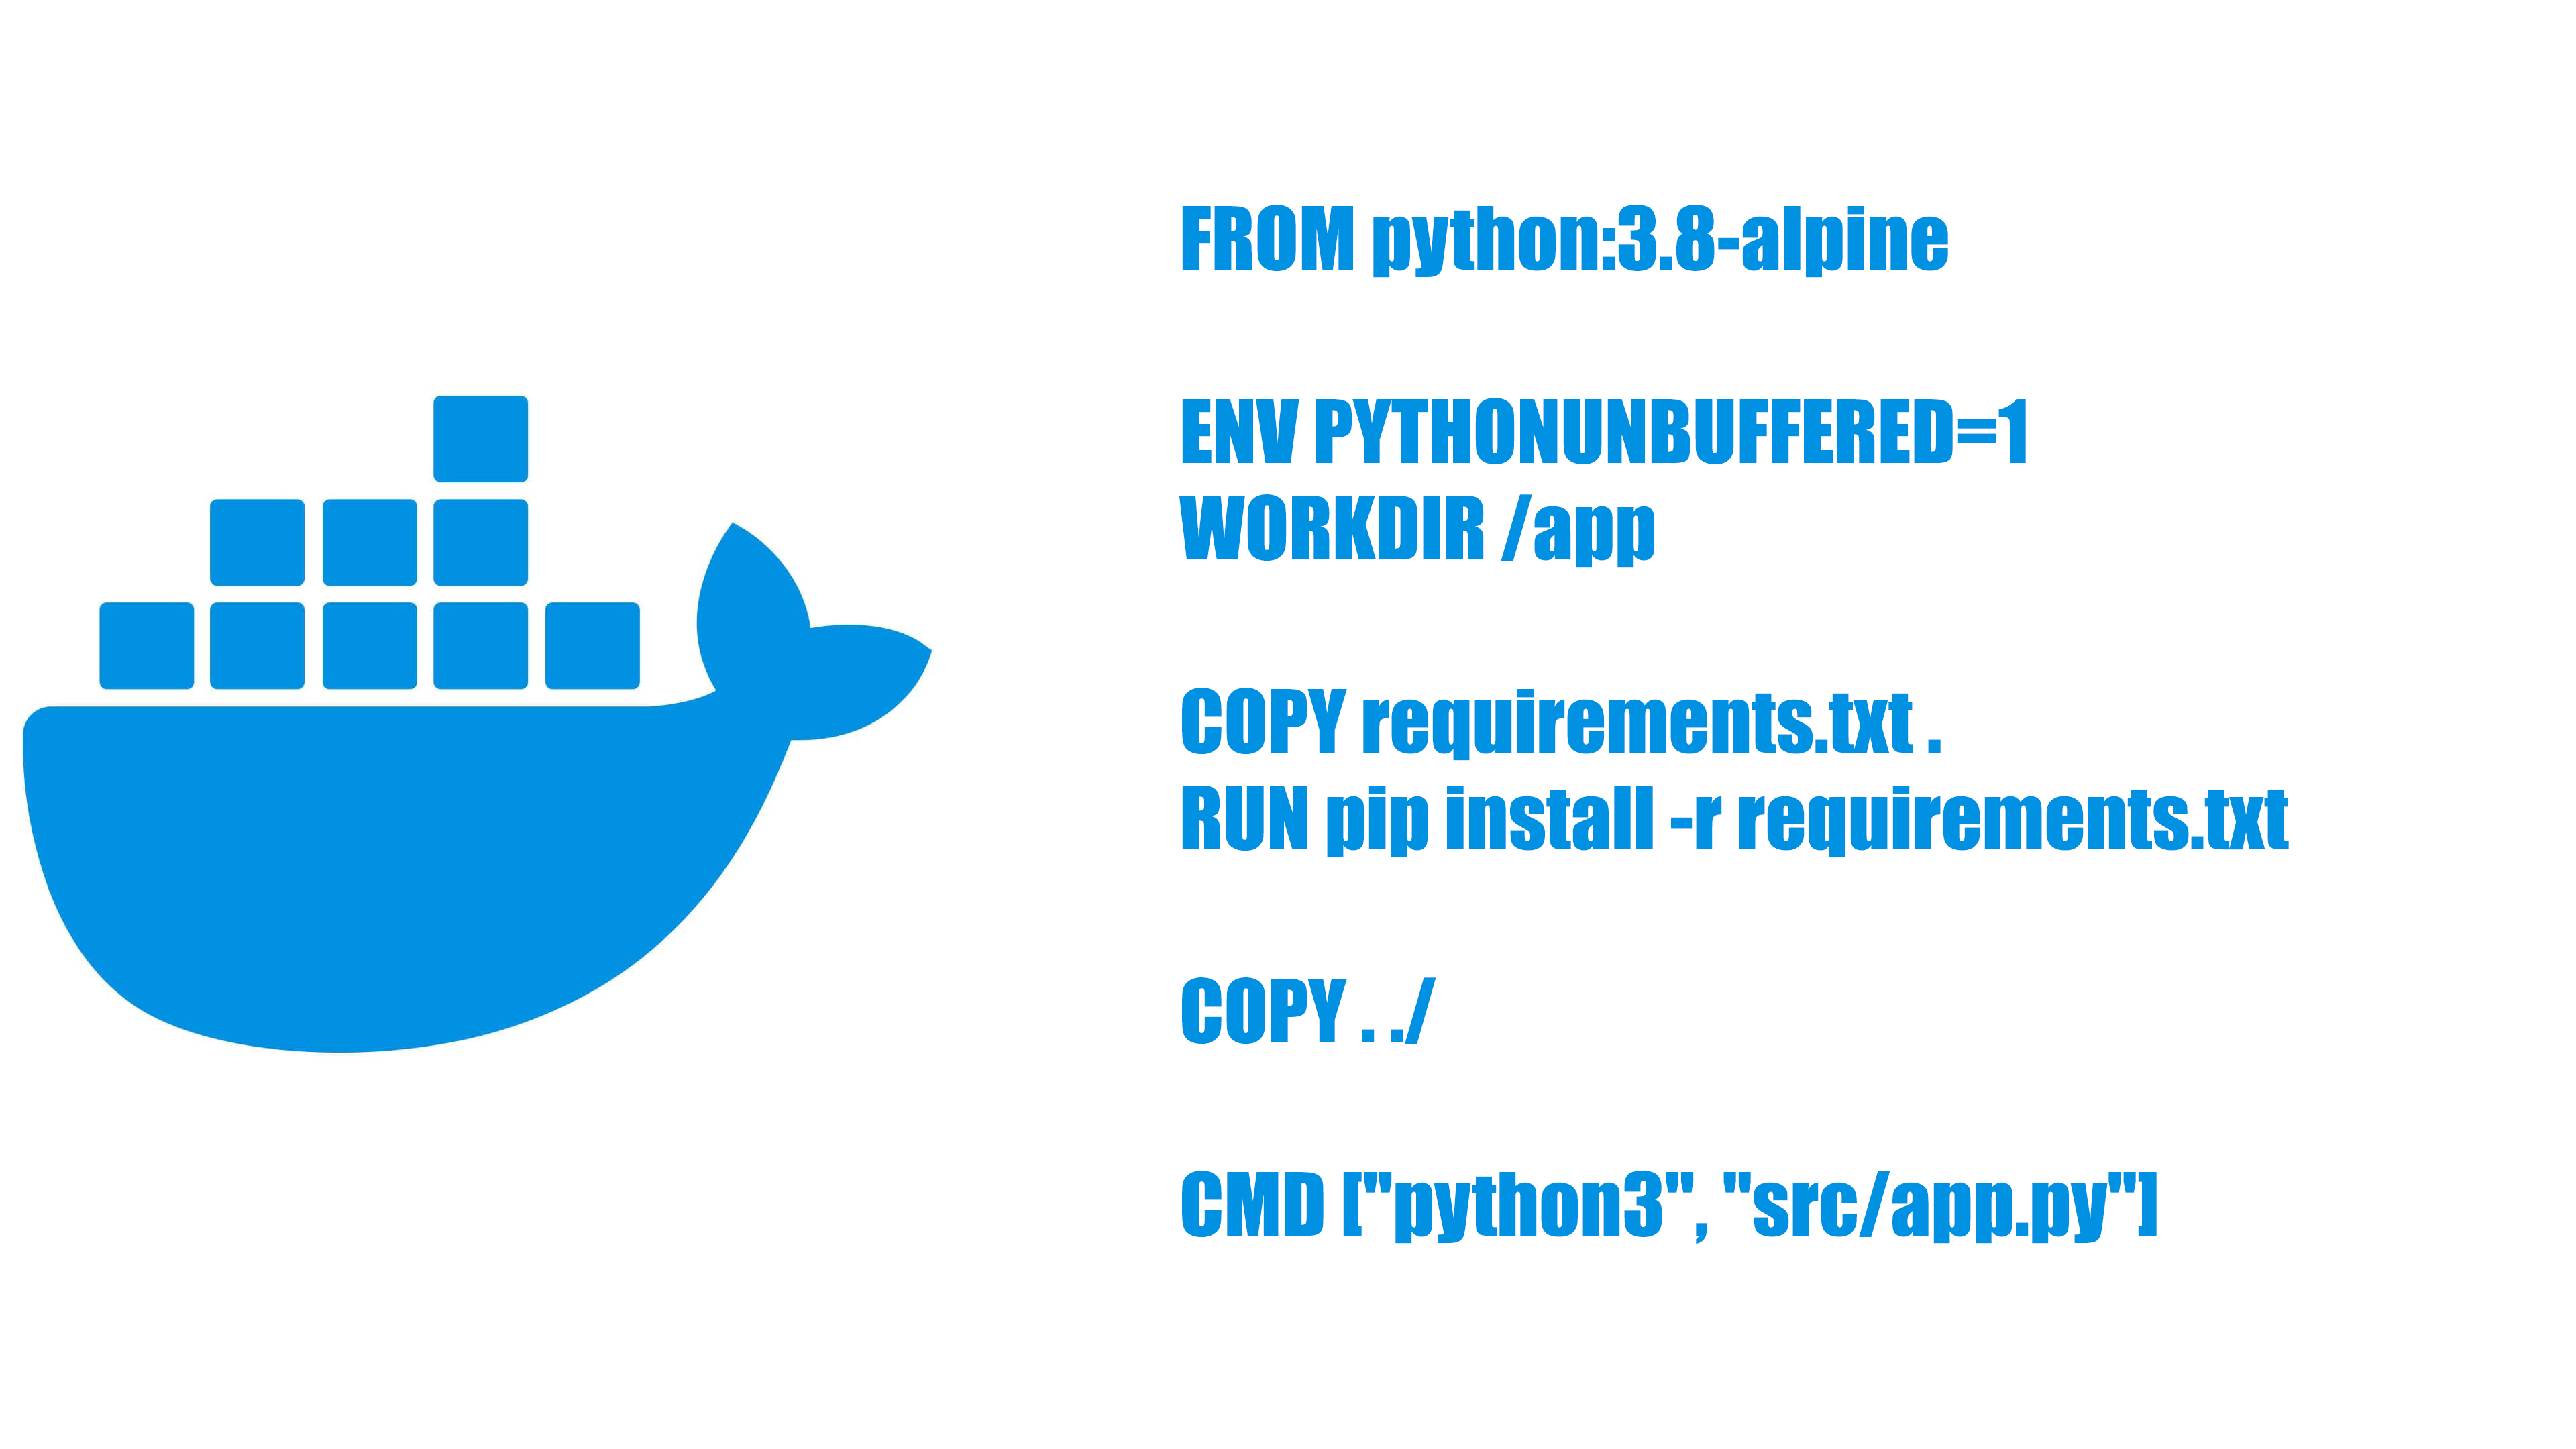 FROM python:3.8-alpine
ENV PYTHONUNBUFFERED=1
WORKDIR /app
COPY requirements.txt .
RUN pip install -r requirements.txt
COPY . ./
CMD ["python3", "src/app.py"]